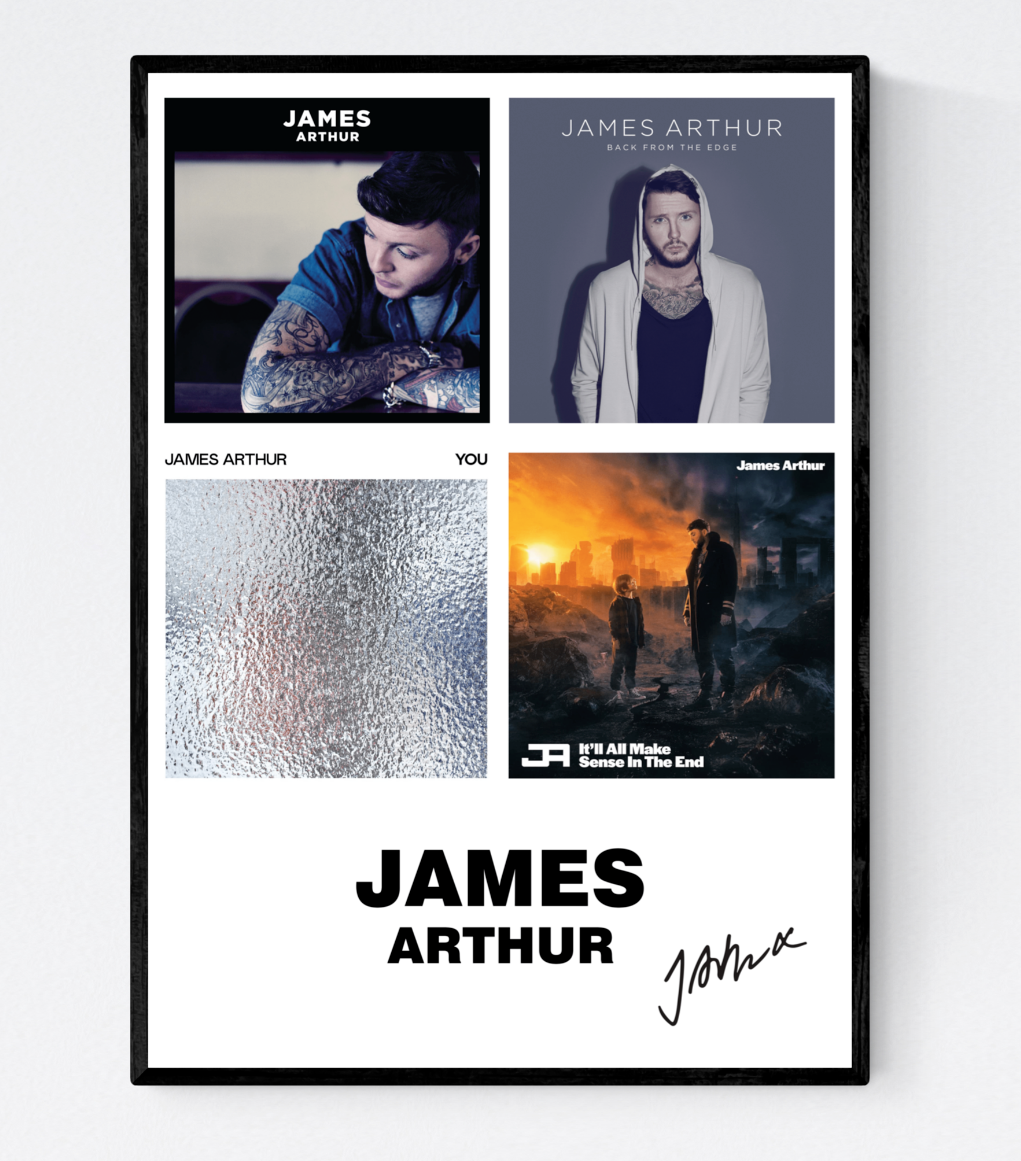 JAMES
ARTHUR
JAMES ARTHUR
BACK FROM THE EDGE
JAMES ARTHUR YOU
James Arthur
JA It'll All Make
Sense In The End
JAMES
ARTHUR
J Arthur x